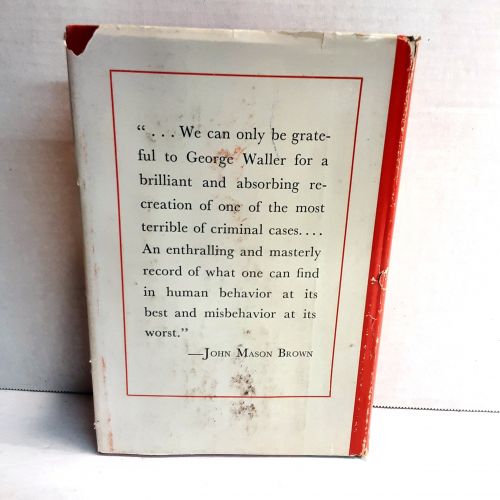 “. . . We can only be grate-
ful to George Waller for a
brilliant and absorbing re-
creation of one of the most
terrible of criminal cases. . . .
An enthralling and masterly
record of what one can find
in human behavior at its
best and misbehavior at its
worst.”
—John Mason Brown